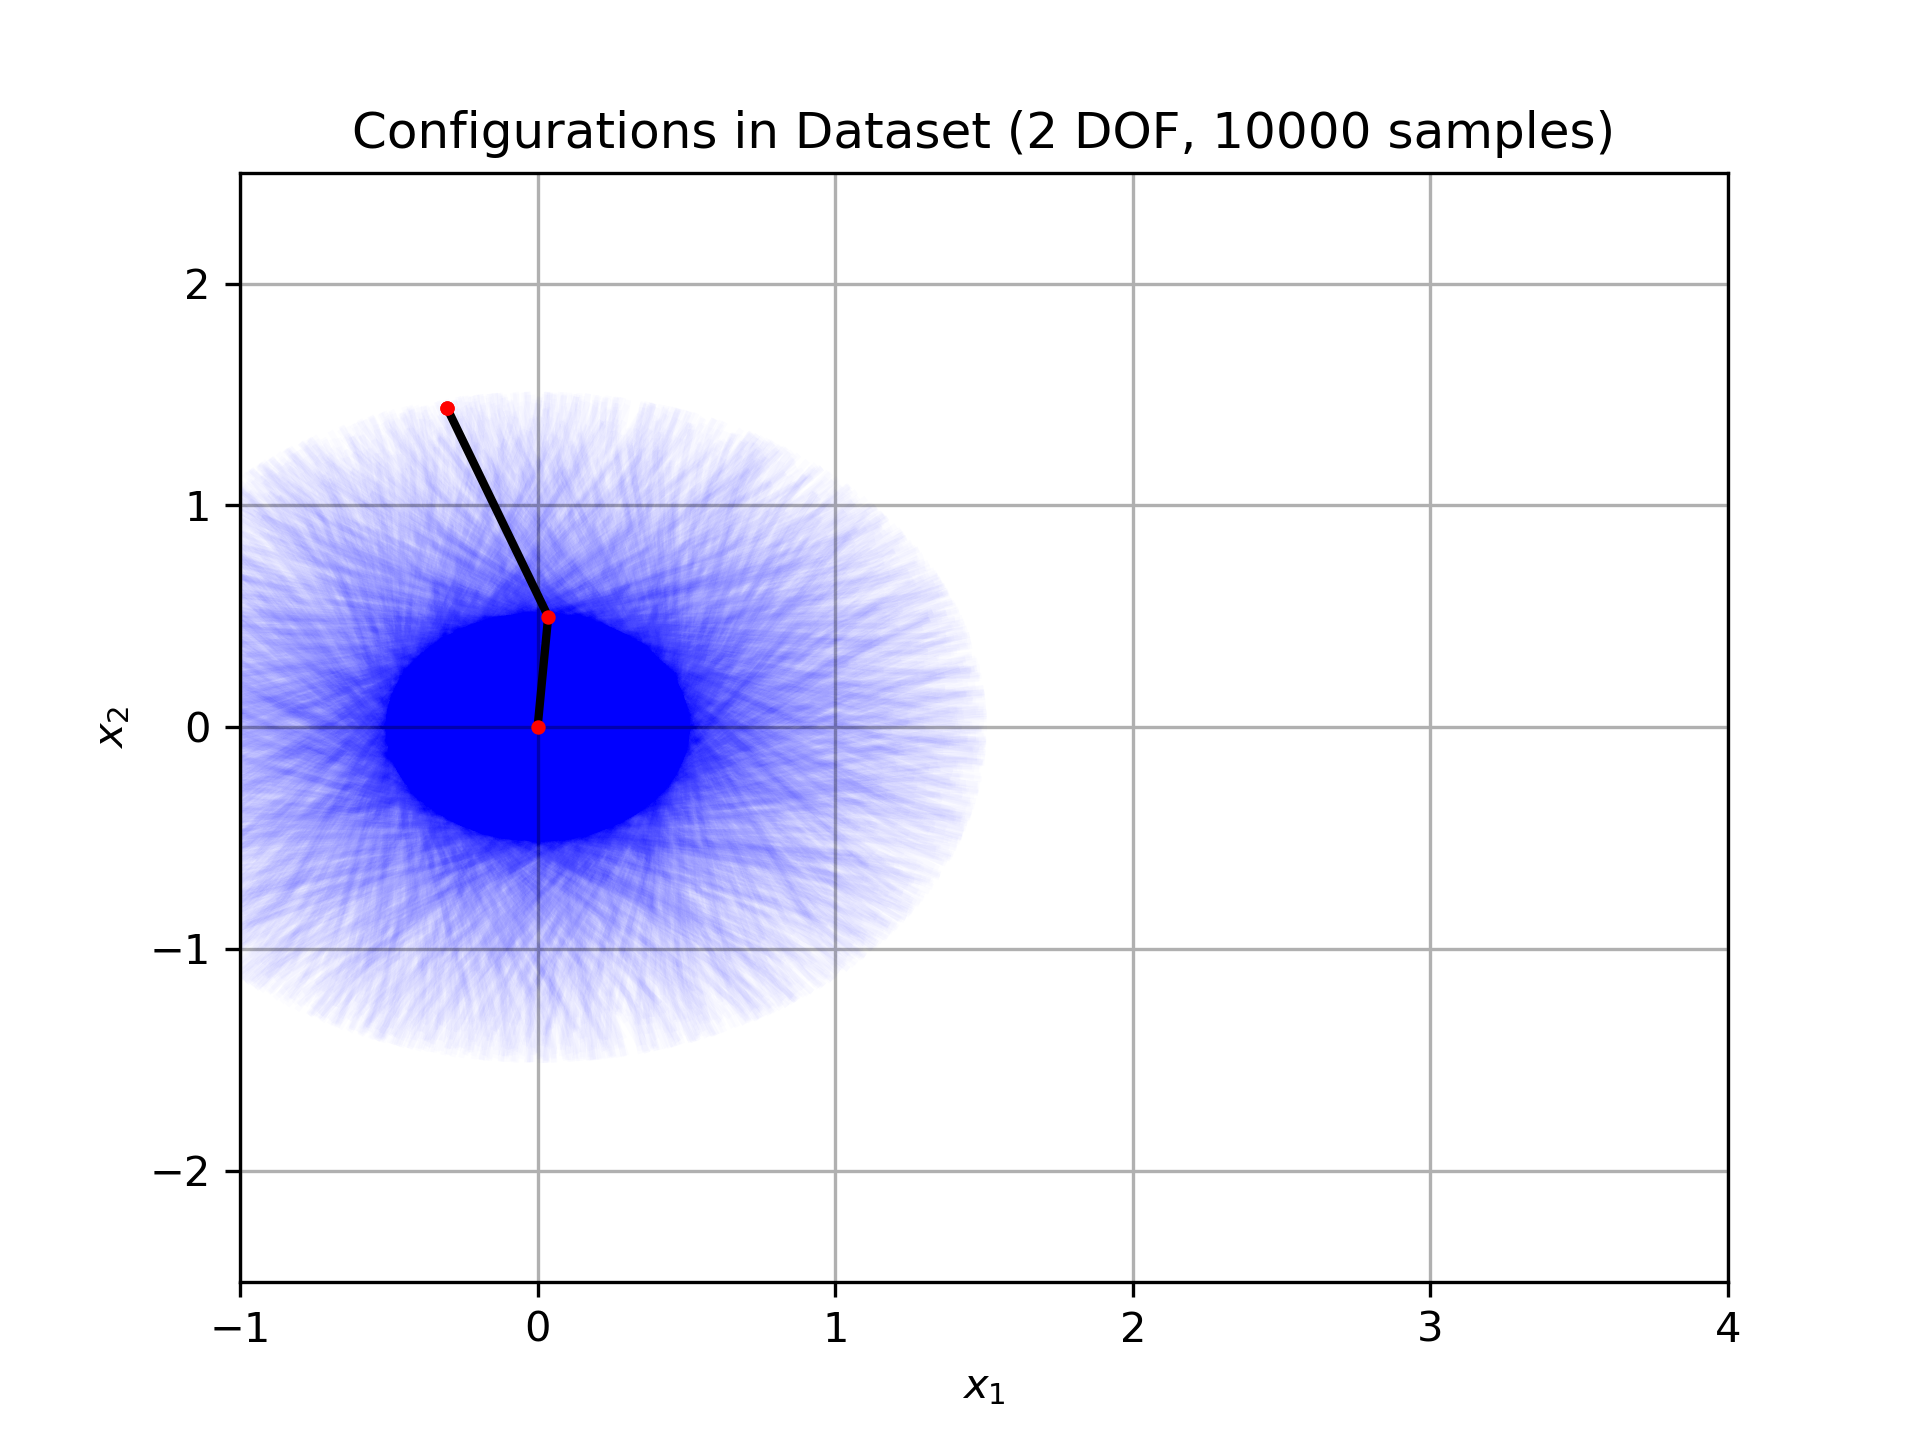 Configurations in Dataset (2 DOF, 10000 samples)
2
1
0
−1
−2
x₂
−1 0 1 2 3 4
x₁